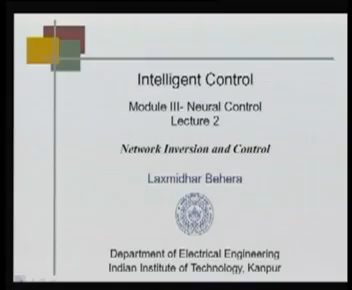 Intelligent Control
Module III- Neural Control
Lecture 2
Network Inversion and Control
Laxmidhar Behera
Department of Electrical Engineering
Indian Institute of Technology, Kanpur